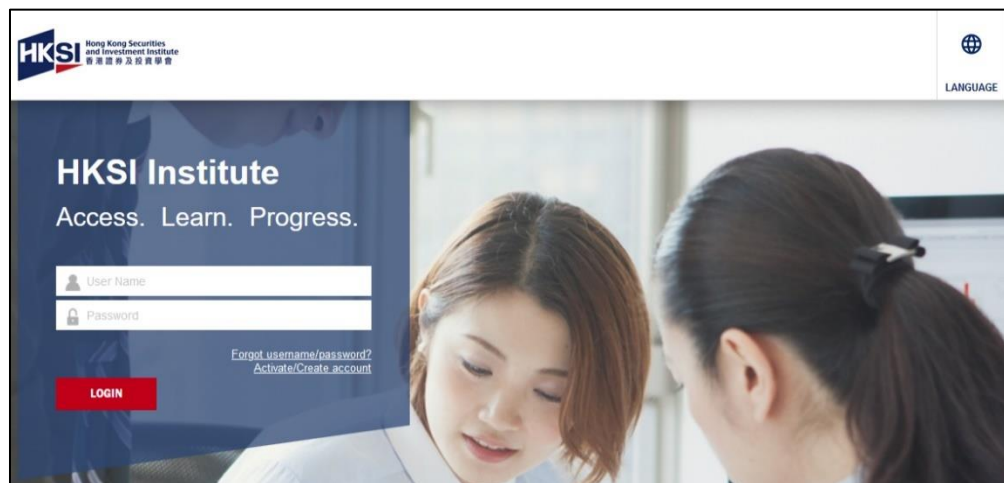 HKSI
Hong Kong Securities
and Investment Institute
香港證券及投資學會
LANGUAGE
HKSI Institute
Access. Learn. Progress.
User Name
Password
Forgot username/password?
Activate/Create account
LOGIN